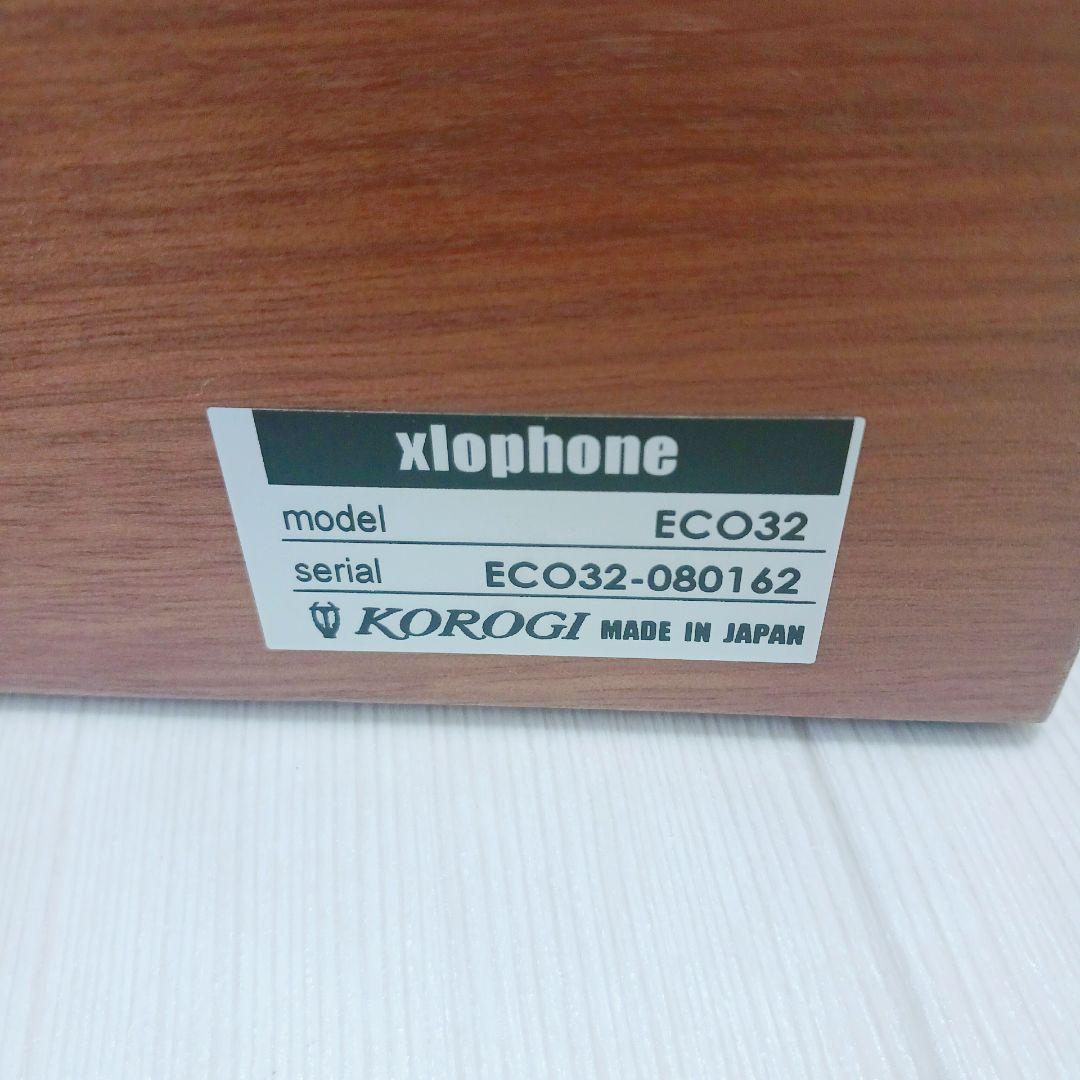 xlophone
model ECO32
serial ECO32-080162
KOROGI MADE IN JAPAN